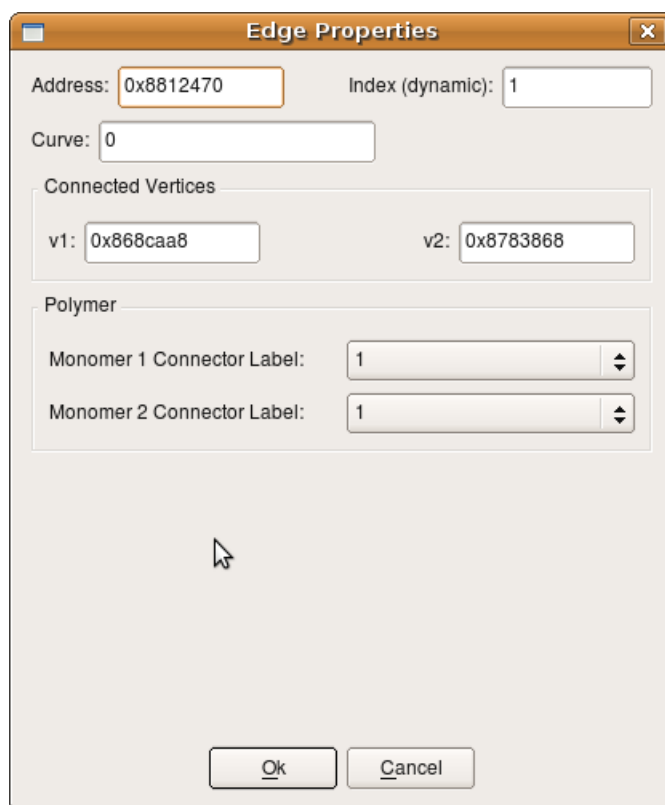 Edge Properties
Address: 0x8812470 Index (dynamic): 1
Curve: 0
Connected Vertices
v1: 0x868caa8 v2: 0x8783868
Polymer
Monomer 1 Connector Label: 1
Monomer 2 Connector Label: 1
Ok Cancel